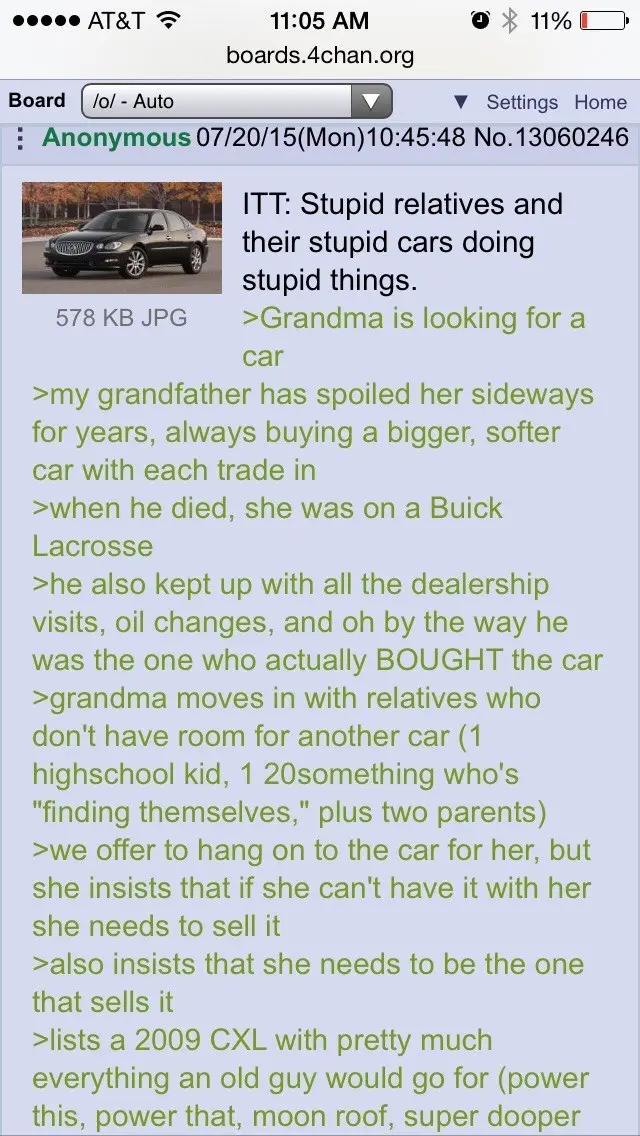 AT&T 11:05 AM 11%
boards.4chan.org
Board /o/ - Auto ▼ Settings Home
Anonymous 07/20/15(Mon)10:45:48 No.13060246
ITT: Stupid relatives and
their stupid cars doing
stupid things.
578 KB JPG
>Grandma is looking for a
car
>my grandfather has spoiled her sideways
for years, always buying a bigger, softer
car with each trade in
>when he died, she was on a Buick
Lacrosse
>he also kept up with all the dealership
visits, oil changes, and oh by the way he
was the one who actually BOUGHT the car
>grandma moves in with relatives who
don't have room for another car (1
highschool kid, 1 20something who's
"finding themselves," plus two parents)
>we offer to hang on to the car for her, but
she insists that if she can't have it with her
she needs to sell it
>also insists that she needs to be the one
that sells it
>lists a 2009 CXL with pretty much
everything an old guy would go for (power
this, power that, moon roof, super dooper